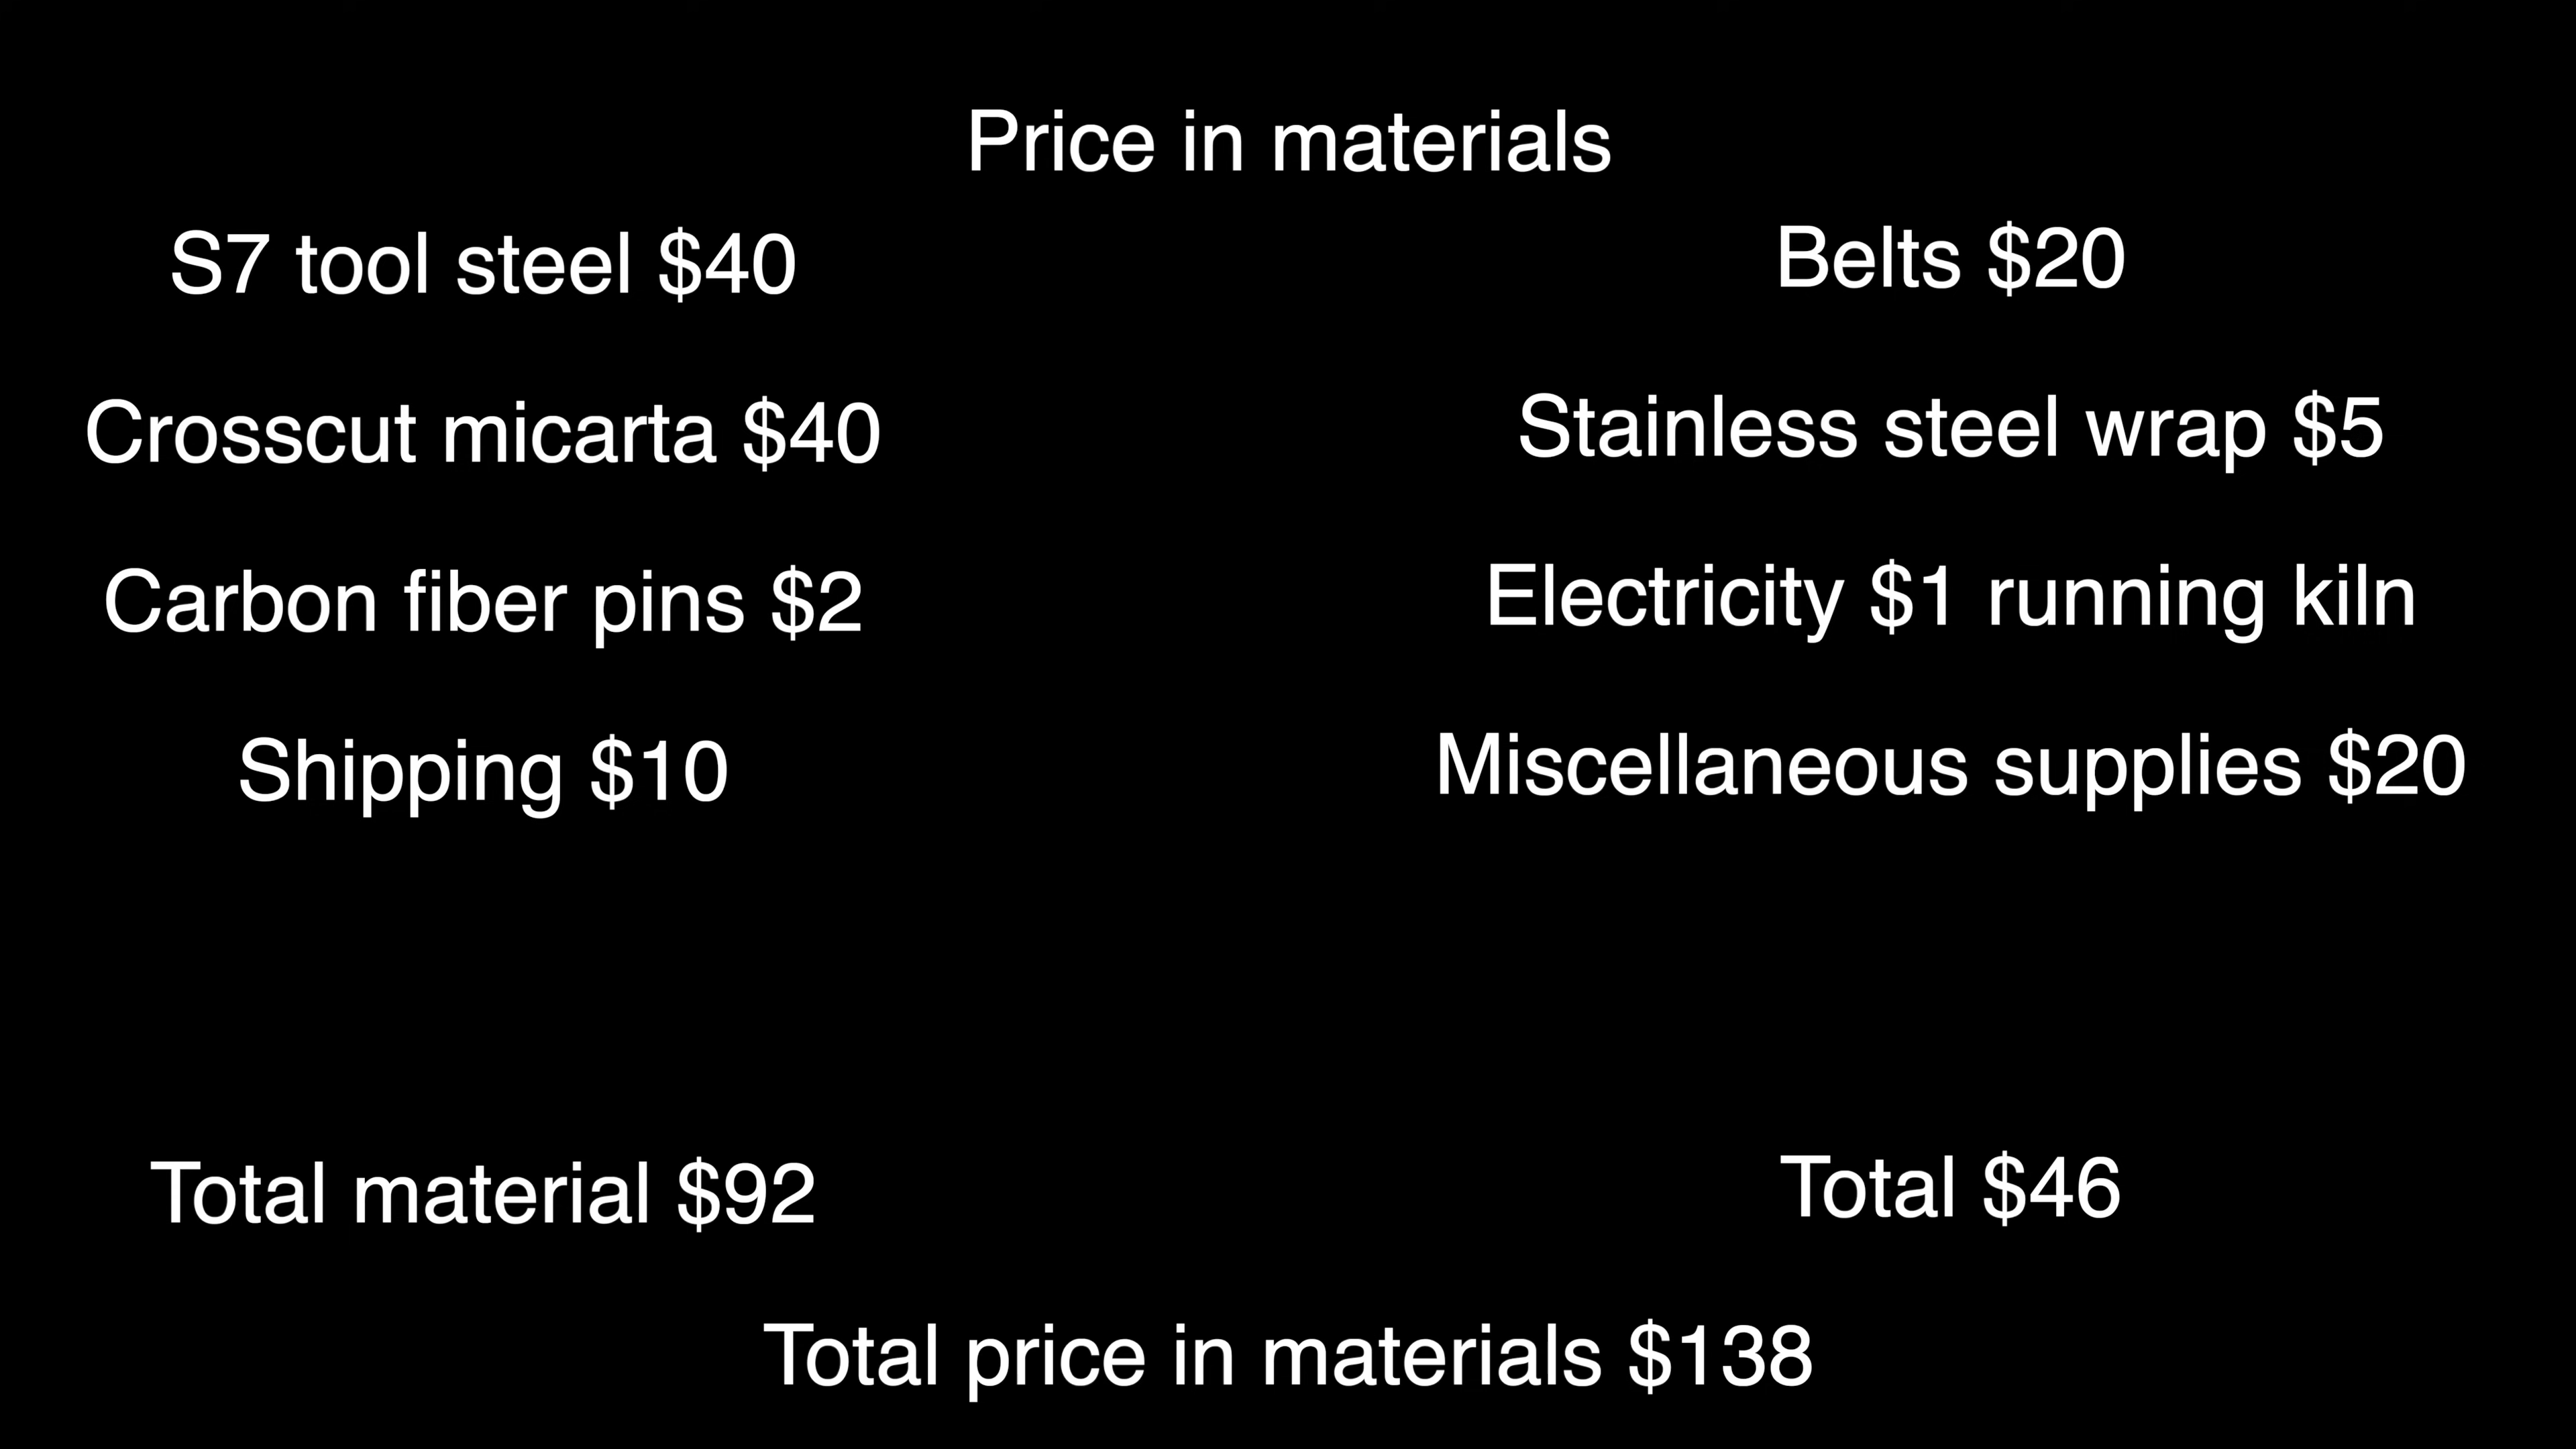 Price in materials
S7 tool steel $40
Crosscut micarta $40
Carbon fiber pins $2
Shipping $10
Total material $92
Belts $20
Stainless steel wrap $5
Electricity $1 running kiln
Miscellaneous supplies $20
Total $46
Total price in materials $138